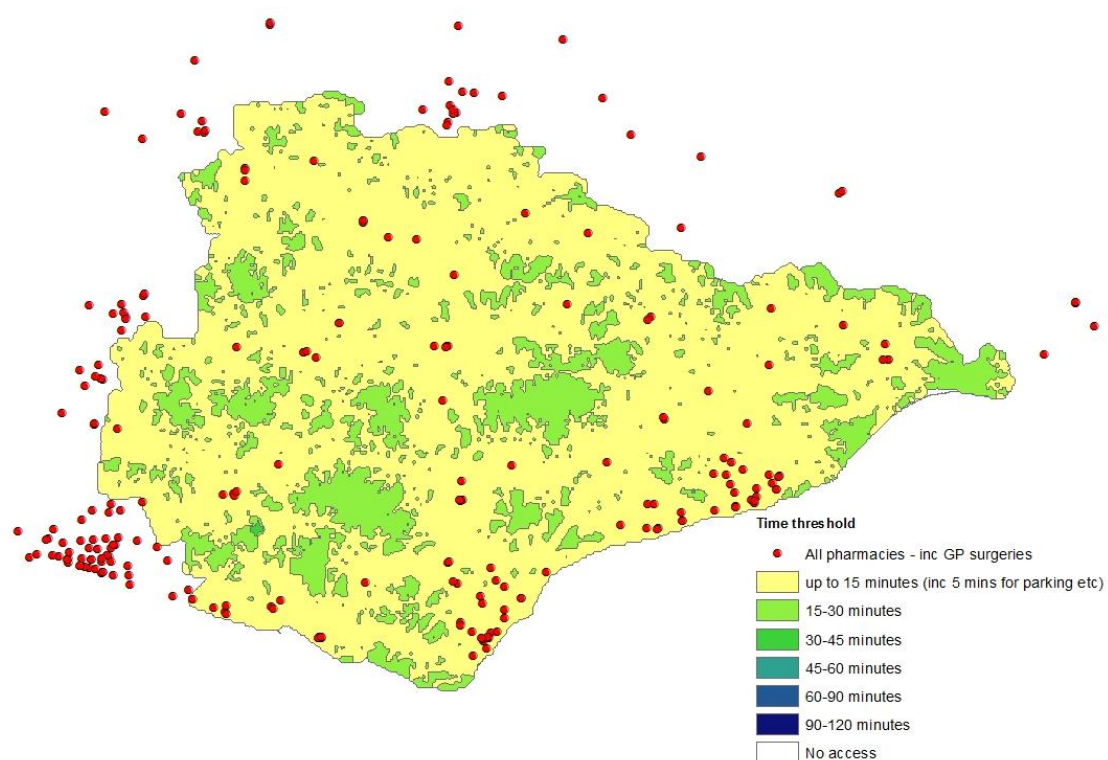 Time threshold
All pharmacies - inc GP surgeries
up to 15 minutes (inc 5 mins for parking etc)
15-30 minutes
30-45 minutes
45-60 minutes
60-90 minutes
90-120 minutes
No access